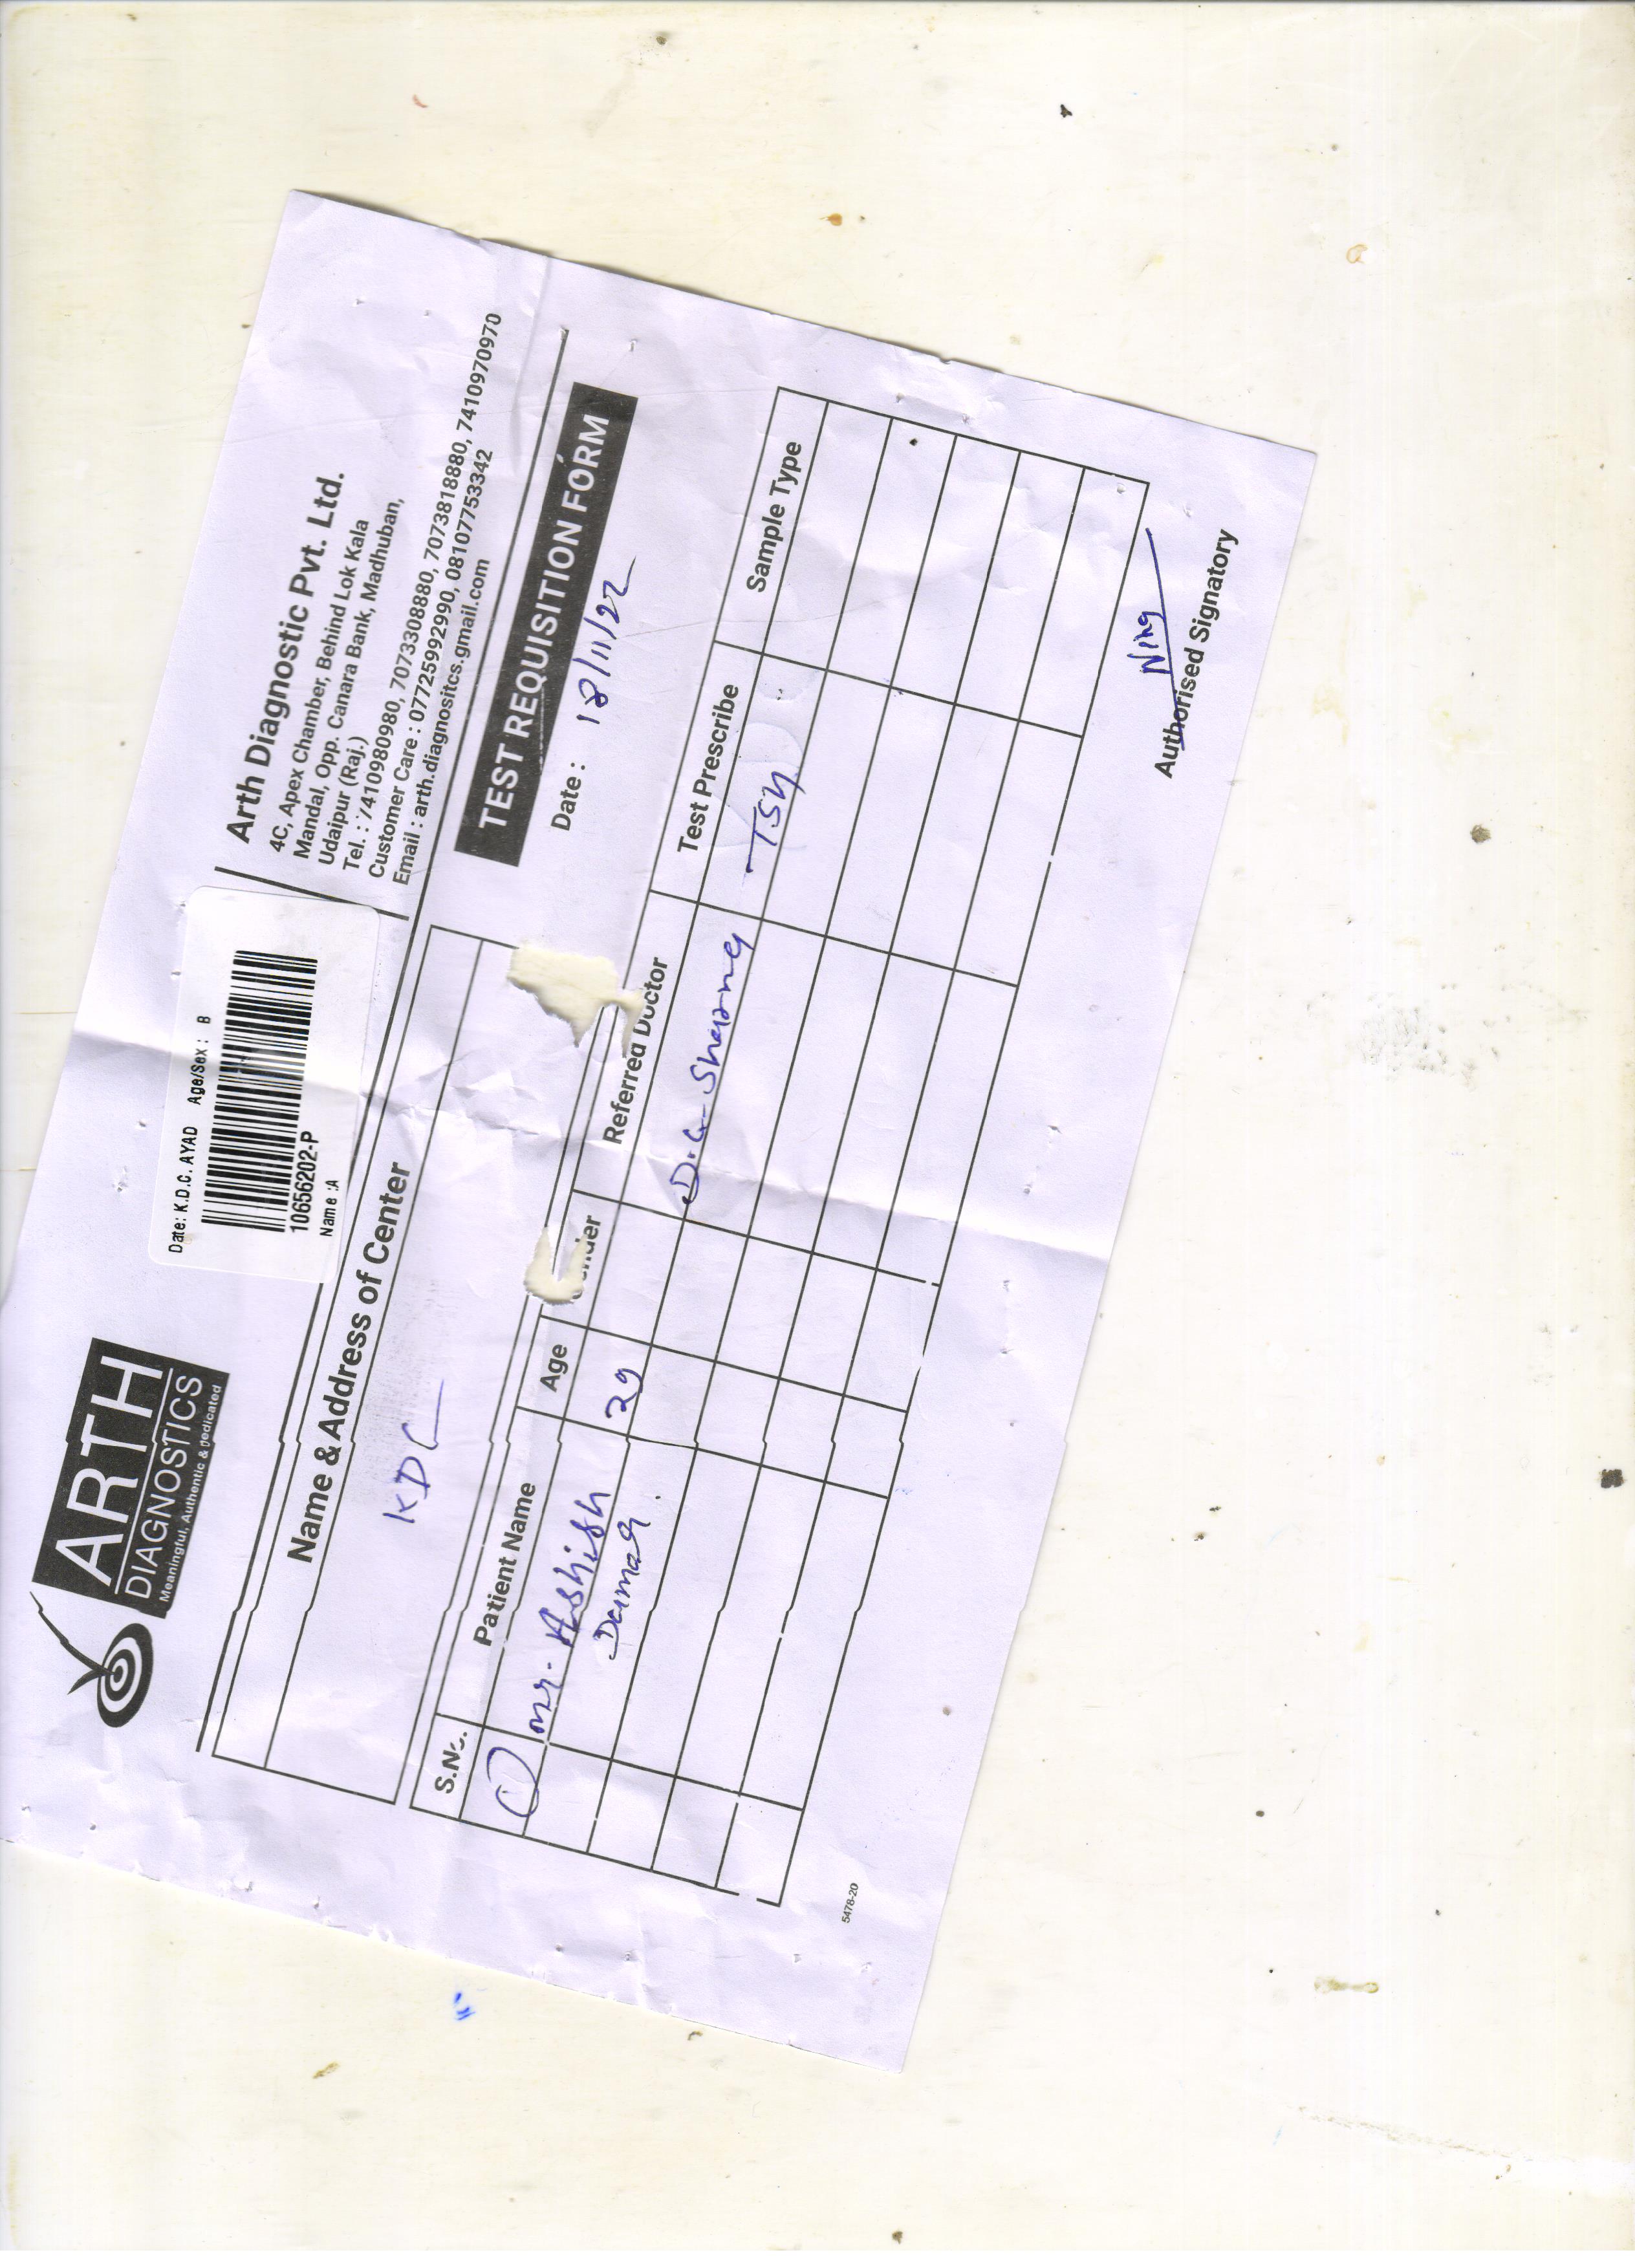 ARTH
DIAGNOSTICS
Meaningful, Authentic & Dedicated
Date: K.D.C. AYAD Age/Sex : B
10656202-P
Name :A
Arth Diagnostic Pvt. Ltd.
4C, Apex Chamber, Behind Lok Kala
Mandal, Opp. Canara Bank, Madhuban,
Udaipur (Raj.)
Tel. : 7410980980, 7073308880, 7073818880, 7410970970
Customer Care : 07725992990, 08107753342
Email : arth.diagnositcs.gmail.com
Name & Address of Center
KDC
TEST REQUISITION FORM
Date : 18/11/22
S.No. Patient Name Age Gender Referred Doctor Test Prescribe Sample Type
1 Mr. Ashish 29 D.G. Sharma TSH
Authorised Signatory
5478-20